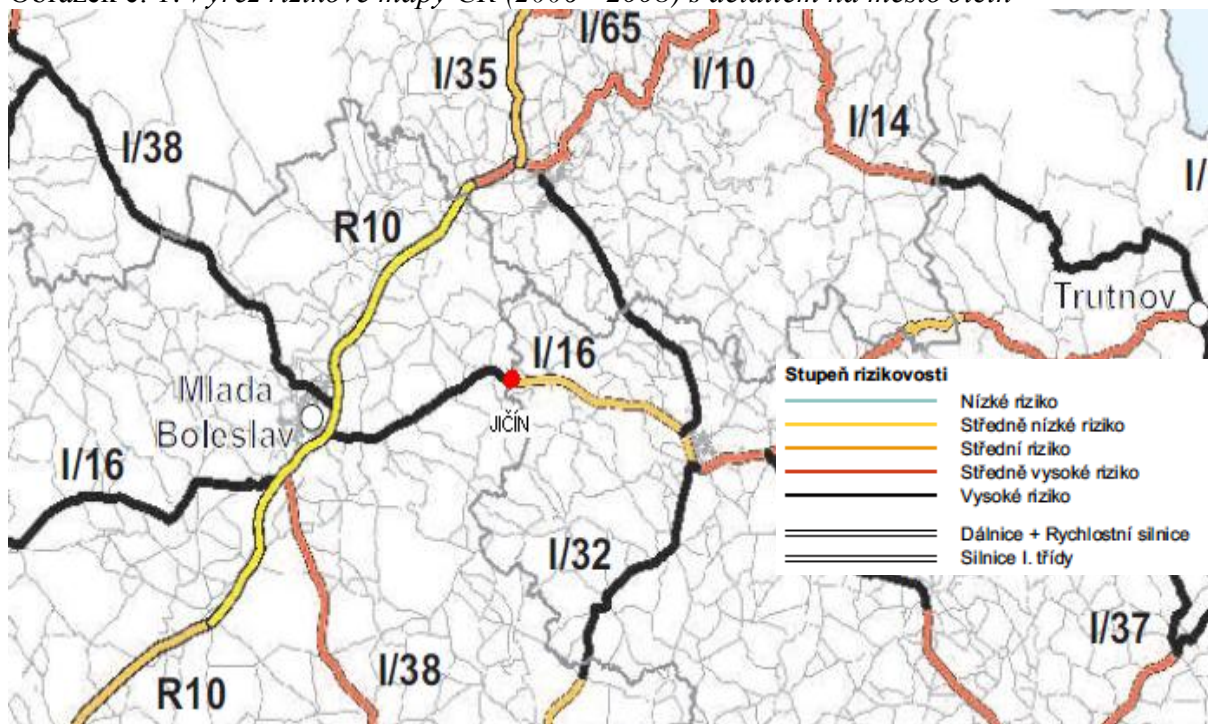 I/65
I/35
I/10
I/14
I/38
I/
R10
Trutnov
I/16
Mlada
Boleslav
JIČÍN
Stupeň rizikovosti
Nízké riziko
Středně nízké riziko
Střední riziko
Středně vysoké riziko
Vysoké riziko
Dálnice + Rychlostní silnice
Silnice I. třídy
I/16
I/32
I/37
I/38
R10